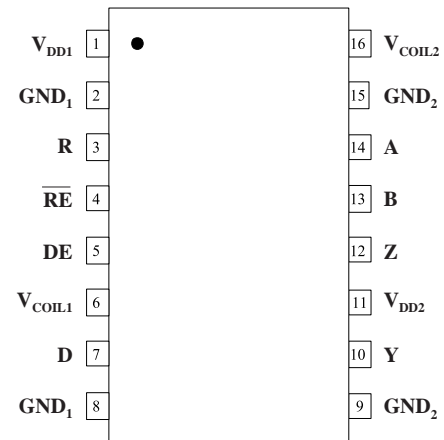 V_DD1 1 16 V_COIL2
GND_1 2 15 GND_2
R 3 14 A
R̅E̅ 4 13 B
DE 5 12 Z
V_COIL1 6 11 V_DD2
D 7 10 Y
GND_1 8 9 GND_2